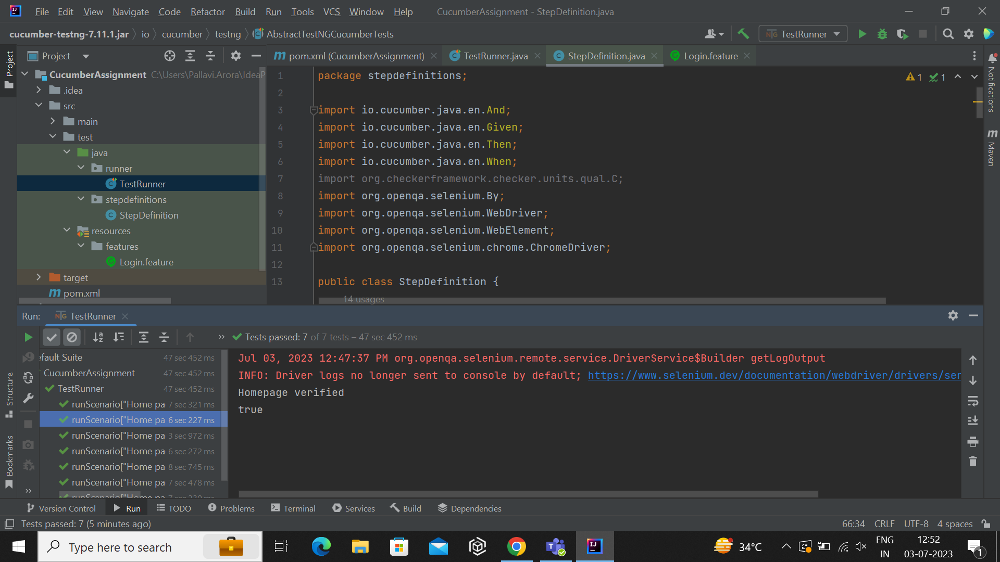 File Edit View Navigate Code Refactor Build Run Tools VCS Window Help CucumberAssignment - StepDefinition.java
cucumber-testng-7.11.1.jar io cucumber testng AbstractTestNGCucumberTests TestRunner
Project
pom.xml (CucumberAssignment) TestRunner.java StepDefinition.java Login.feature
Project
Notifications
Maven
CucumberAssignment C:\Users\Pallavi.Arora\IdeaP
.idea
src
main
test
java
runner
TestRunner
stepdefinitions
StepDefinition
resources
features
Login.feature
target
pom.xml
1 1
1 package stepdefinitions;
2
3 import io.cucumber.java.en.And;
4 import io.cucumber.java.en.Given;
5 import io.cucumber.java.en.Then;
6 import io.cucumber.java.en.When;
7 import org.checkerframework.checker.units.qual.C;
8 import org.openqa.selenium.By;
9 import org.openqa.selenium.WebDriver;
10 import org.openqa.selenium.WebElement;
11 import org.openqa.selenium.chrome.ChromeDriver;
12
13 public class StepDefinition {
14 usages
Run: TestRunner
Tests passed: 7 of 7 tests – 47 sec 452 ms
efault Suite 47 sec 452 ms
CucumberAssignment 47 sec 452 ms
TestRunner 47 sec 452 ms
runScenario["Home pa 7 sec 321 ms
runScenario["Home pa 6 sec 227 ms
runScenario["Home pa 3 sec 972 ms
runScenario["Home pa 6 sec 272 ms
runScenario["Home pa 8 sec 745 ms
runScenario["Home pa 7 sec 478 ms
Jul 03, 2023 12:47:37 PM org.openqa.selenium.remote.service.DriverService$Builder getLogOutput
INFO: Driver logs no longer sent to console by default; https://www.selenium.dev/documentation/webdriver/drivers/ser
Homepage verified
true
Structure
Bookmarks
Version Control Run TODO Problems Terminal Services Build Dependencies
Tests passed: 7 (5 minutes ago) 66:34 CRLF UTF-8 4 spaces
Type here to search
34°C
ENG
IN
12:52
03-07-2023
1